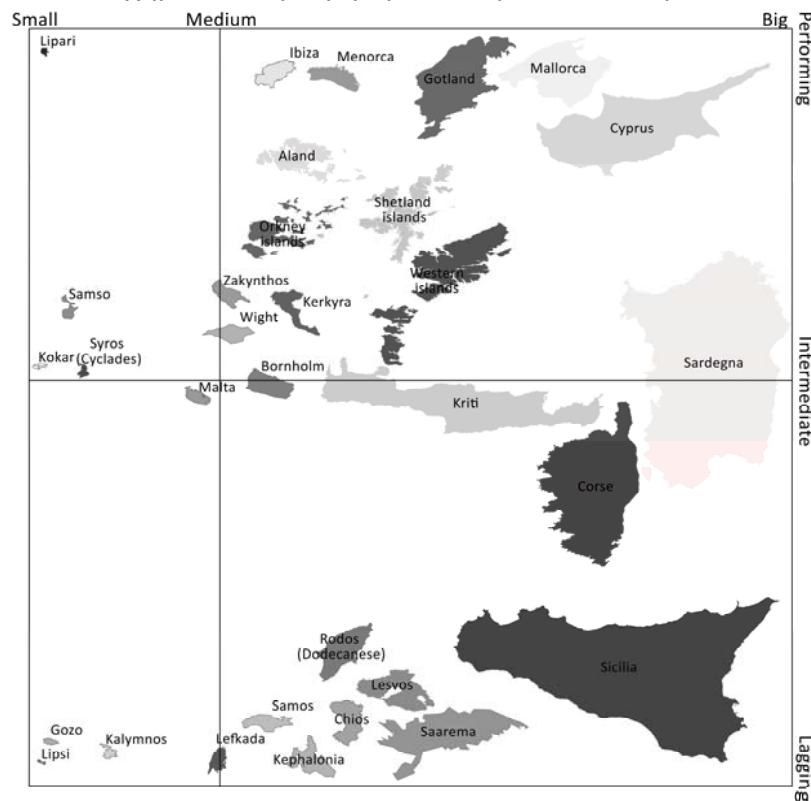 Small
Medium
Big
Performing
Lipari
Ibiza
Menorca
Gotland
Mallorca
Cyprus
Aland
Shetland
islands
Orkney
islands
Western
islands
Zakynthos
Samso
Kerkyra
Wight
Syros
(Cyclades)
Kokar
Intermediate
Bornholm
Sardegna
Malta
Kriti
Corse
Rodos
(Dodecanese)
Sicilia
Lesvos
Samos
Chios
Gozo
Kalymnos
Lefkada
Saarema
Lipsi
Kephalonia
Lagging